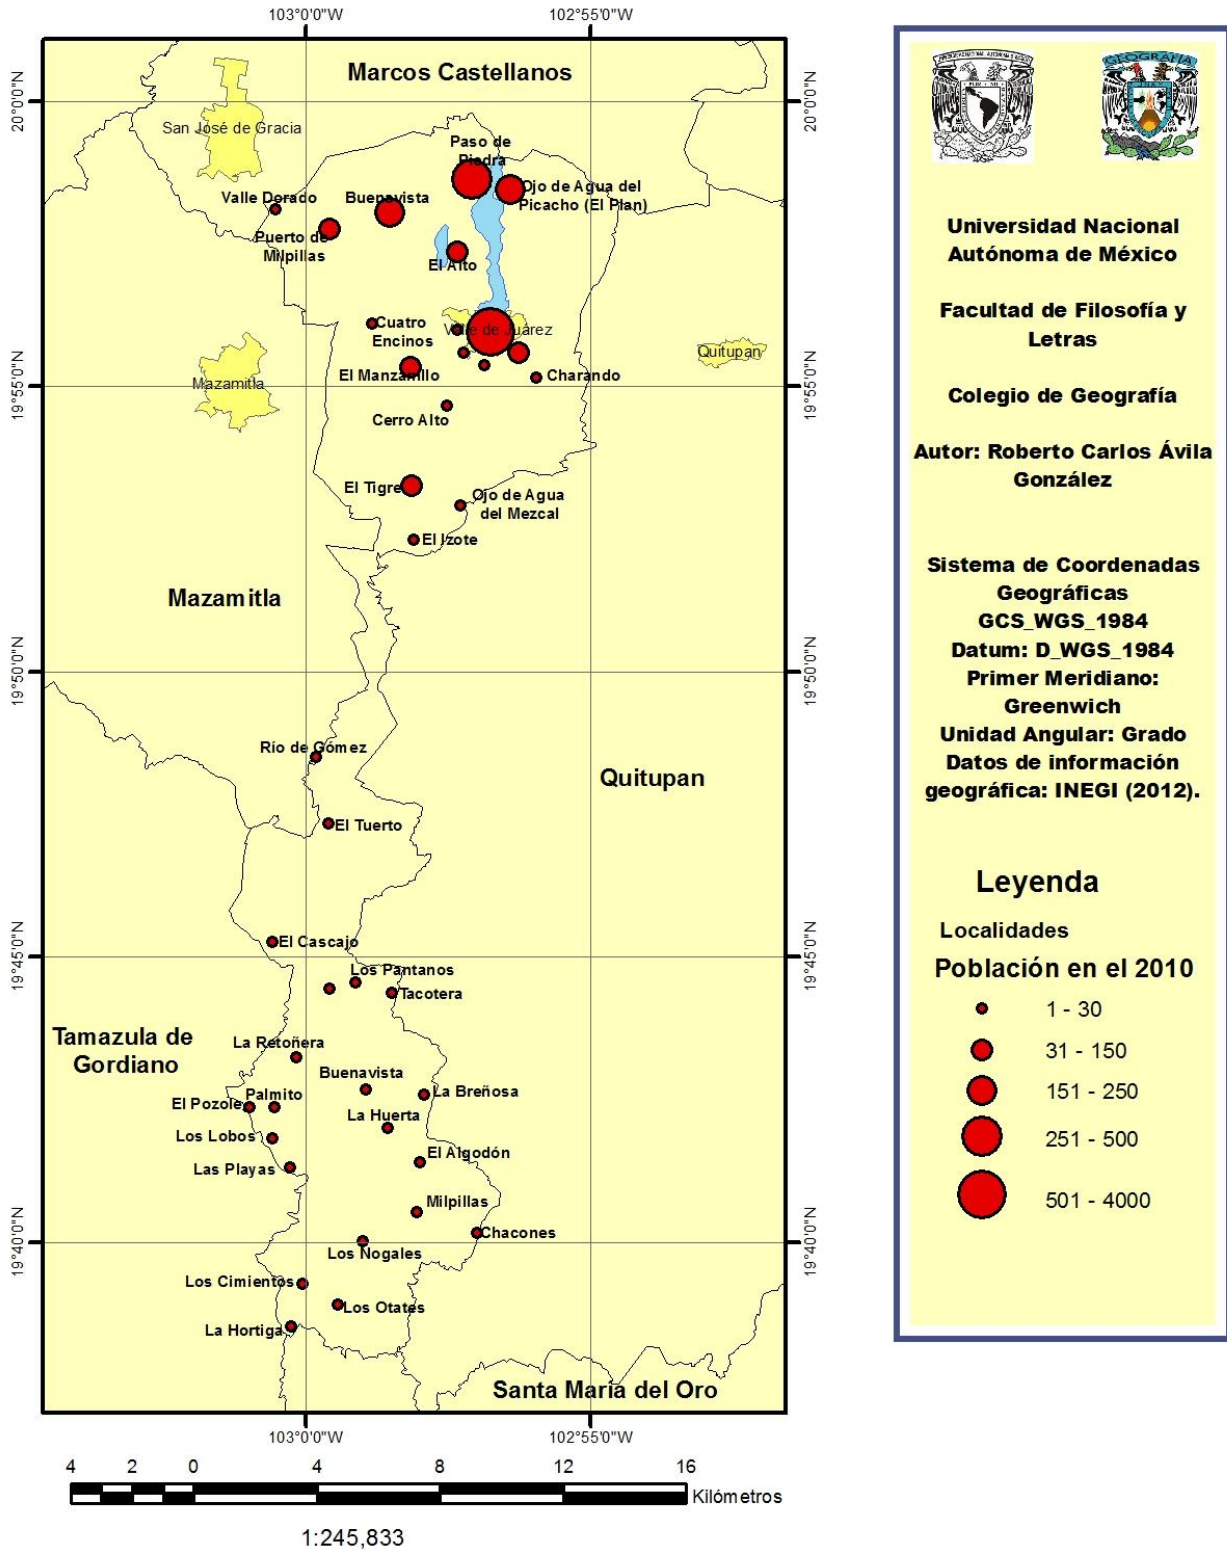 103°0'0"W
102°55'0"W
20°0'0"N
20°0'0"N
Marcos Castellanos
San José de Gracia
Paso de
Piedra
Valle Dorado
Buenavista
Ojo de Agua del
Picacho (El Plan)
Puerto de
Milpillas
El Alto
Cuatro
Encinos
Valle de Juárez
Quitupan
Mazamitla
El Manzanillo
Charando
19°55'0"N
19°55'0"N
Cerro Alto
El Tigre
Ojo de Agua
del Mezcal
El Izote
Mazamitla
19°50'0"N
19°50'0"N
Río de Gómez
Quitupan
El Tuerto
El Cascajo
19°45'0"N
19°45'0"N
Los Pantanos
Tacotera
Tamazula de
Gordiano
La Retoñera
Buenavista
La Breñosa
El Pozole
Palmito
La Huerta
Los Lobos
El Algodón
Las Playas
Milpillas
Chacones
19°40'0"N
19°40'0"N
Los Nogales
Los Cimientos
Los Otates
La Hortiga
Santa María del Oro
103°0'0"W
102°55'0"W
4 2 0 4 8 12 16
Kilómetros
1:245,833
GEOGRAFÍA
Universidad Nacional
Autónoma de México
Facultad de Filosofía y
Letras
Colegio de Geografía
Autor: Roberto Carlos Ávila
González
Sistema de Coordenadas
Geográficas
GCS_WGS_1984
Datum: D_WGS_1984
Primer Meridiano:
Greenwich
Unidad Angular: Grado
Datos de información
geográfica: INEGI (2012).
Leyenda
Localidades
Población en el 2010
1 - 30
31 - 150
151 - 250
251 - 500
501 - 4000